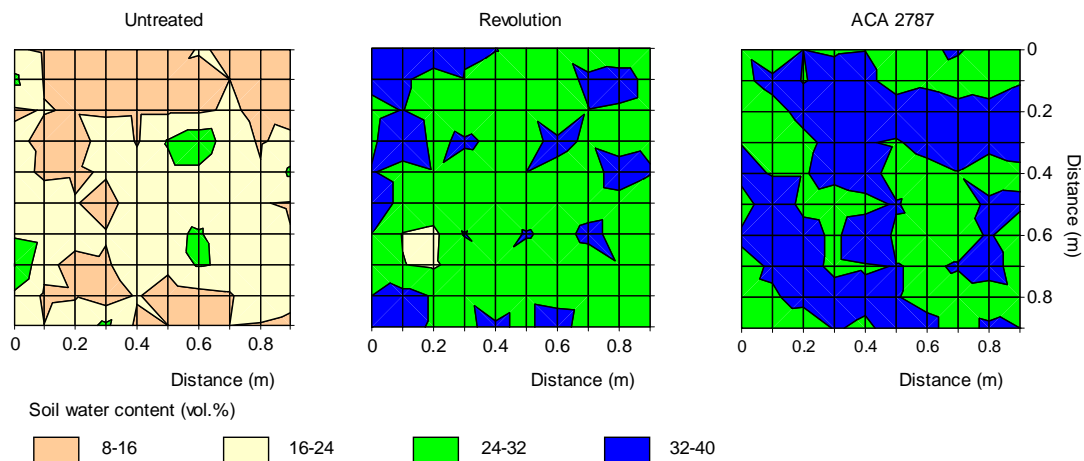 Untreated
Revolution
ACA 2787
0
0.2
0.4
0.6
0.8
Distance (m)
0 0.2 0.4 0.6 0.8
0 0.2 0.4 0.6 0.8
0 0.2 0.4 0.6 0.8
Distance (m)
Distance (m)
Distance (m)
Soil water content (vol.%)
8-16
16-24
24-32
32-40